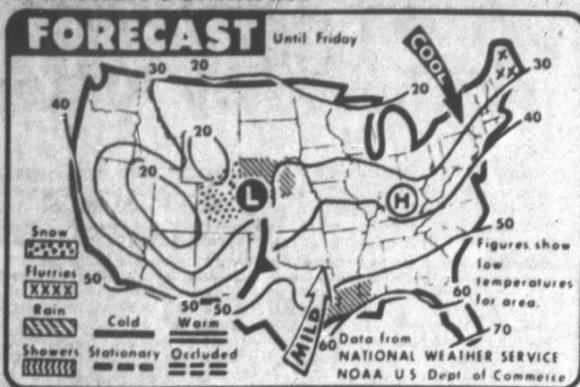 FORECAST Until Friday
30 20
COOL
X
XX
30
20
40
40
20
20
L
H
50
Snow
Flurries
XXXX
Rain
Showers
50
50 50
Cold Warm
Stationary Occluded
MILD
60
Figures show
low
temperatures
for area.
60
70
Data from
NATIONAL WEATHER SERVICE
NOAA U S Dept of Commerce